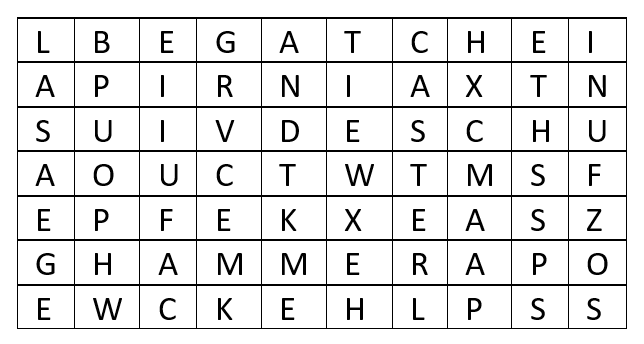 L B E G A T C H E I
A P I R N I A X T N
S U I V D E S C H U
A O U C T W T M S F
E P F E K X E A S Z
G H A M M E R A P O
E W C K E H L P S S